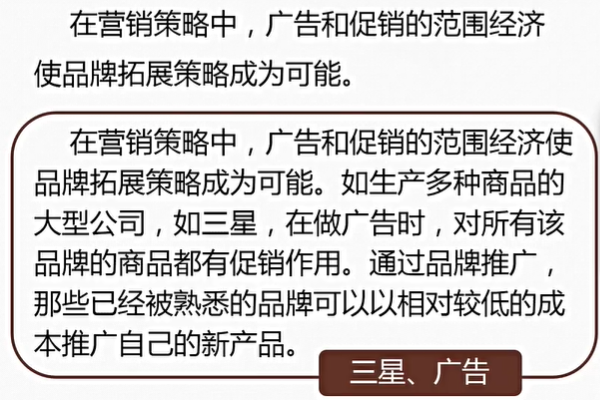 在营销策略中，广告和促销的范围经济
使品牌拓展策略成为可能。
在营销策略中，广告和促销的范围经济使
品牌拓展策略成为可能。如生产多种商品的
大型公司，如三星，在做广告时，对所有该
品牌的商品都有促销作用。通过品牌推广，
那些已经被熟悉的品牌可以以相对较低的成
本推广自己的新产品。
三星、广告